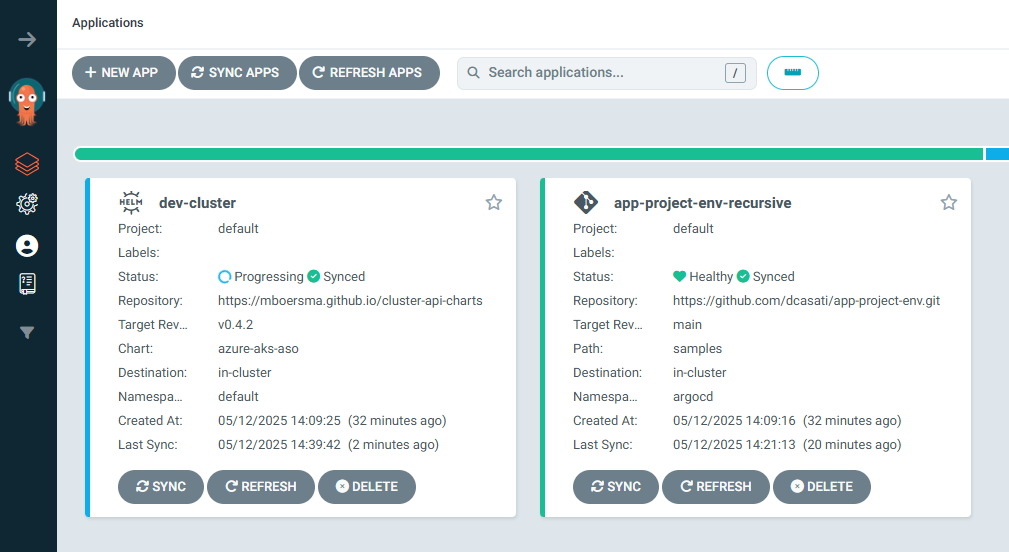 Applications
NEW APP SYNC APPS REFRESH APPS Search applications... /
HELM dev-cluster
Project: default
Labels:
Status: Progressing Synced
Repository: https://mboersma.github.io/cluster-api-charts
Target Rev... v0.4.2
Chart: azure-aks-aso
Destination: in-cluster
Namespa... default
Created At: 05/12/2025 14:09:25 (32 minutes ago)
Last Sync: 05/12/2025 14:39:42 (2 minutes ago)
SYNC REFRESH DELETE
app-project-env-recursive
Project: default
Labels:
Status: Healthy Synced
Repository: https://github.com/dcasati/app-project-env.git
Target Rev... main
Path: samples
Destination: in-cluster
Namespa... argocd
Created At: 05/12/2025 14:09:16 (32 minutes ago)
Last Sync: 05/12/2025 14:21:13 (20 minutes ago)
SYNC REFRESH DELETE